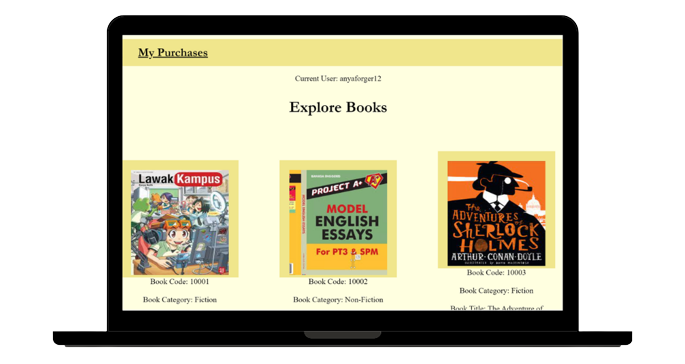 My Purchases
Current User: anyaforger12
Explore Books
Lawak Kampus
PROJECT A+
MODEL
ENGLISH
ESSAYS
For PT3 & SPM
THE
ADVENTURES OF
SHERLOCK
HOLMES
ARTHUR·CONAN·DOYLE
Book Code: 10001
Book Category: Fiction
Book Code: 10002
Book Category: Non-Fiction
Book Code: 10003
Book Category: Fiction
Book Title: The Adventure of